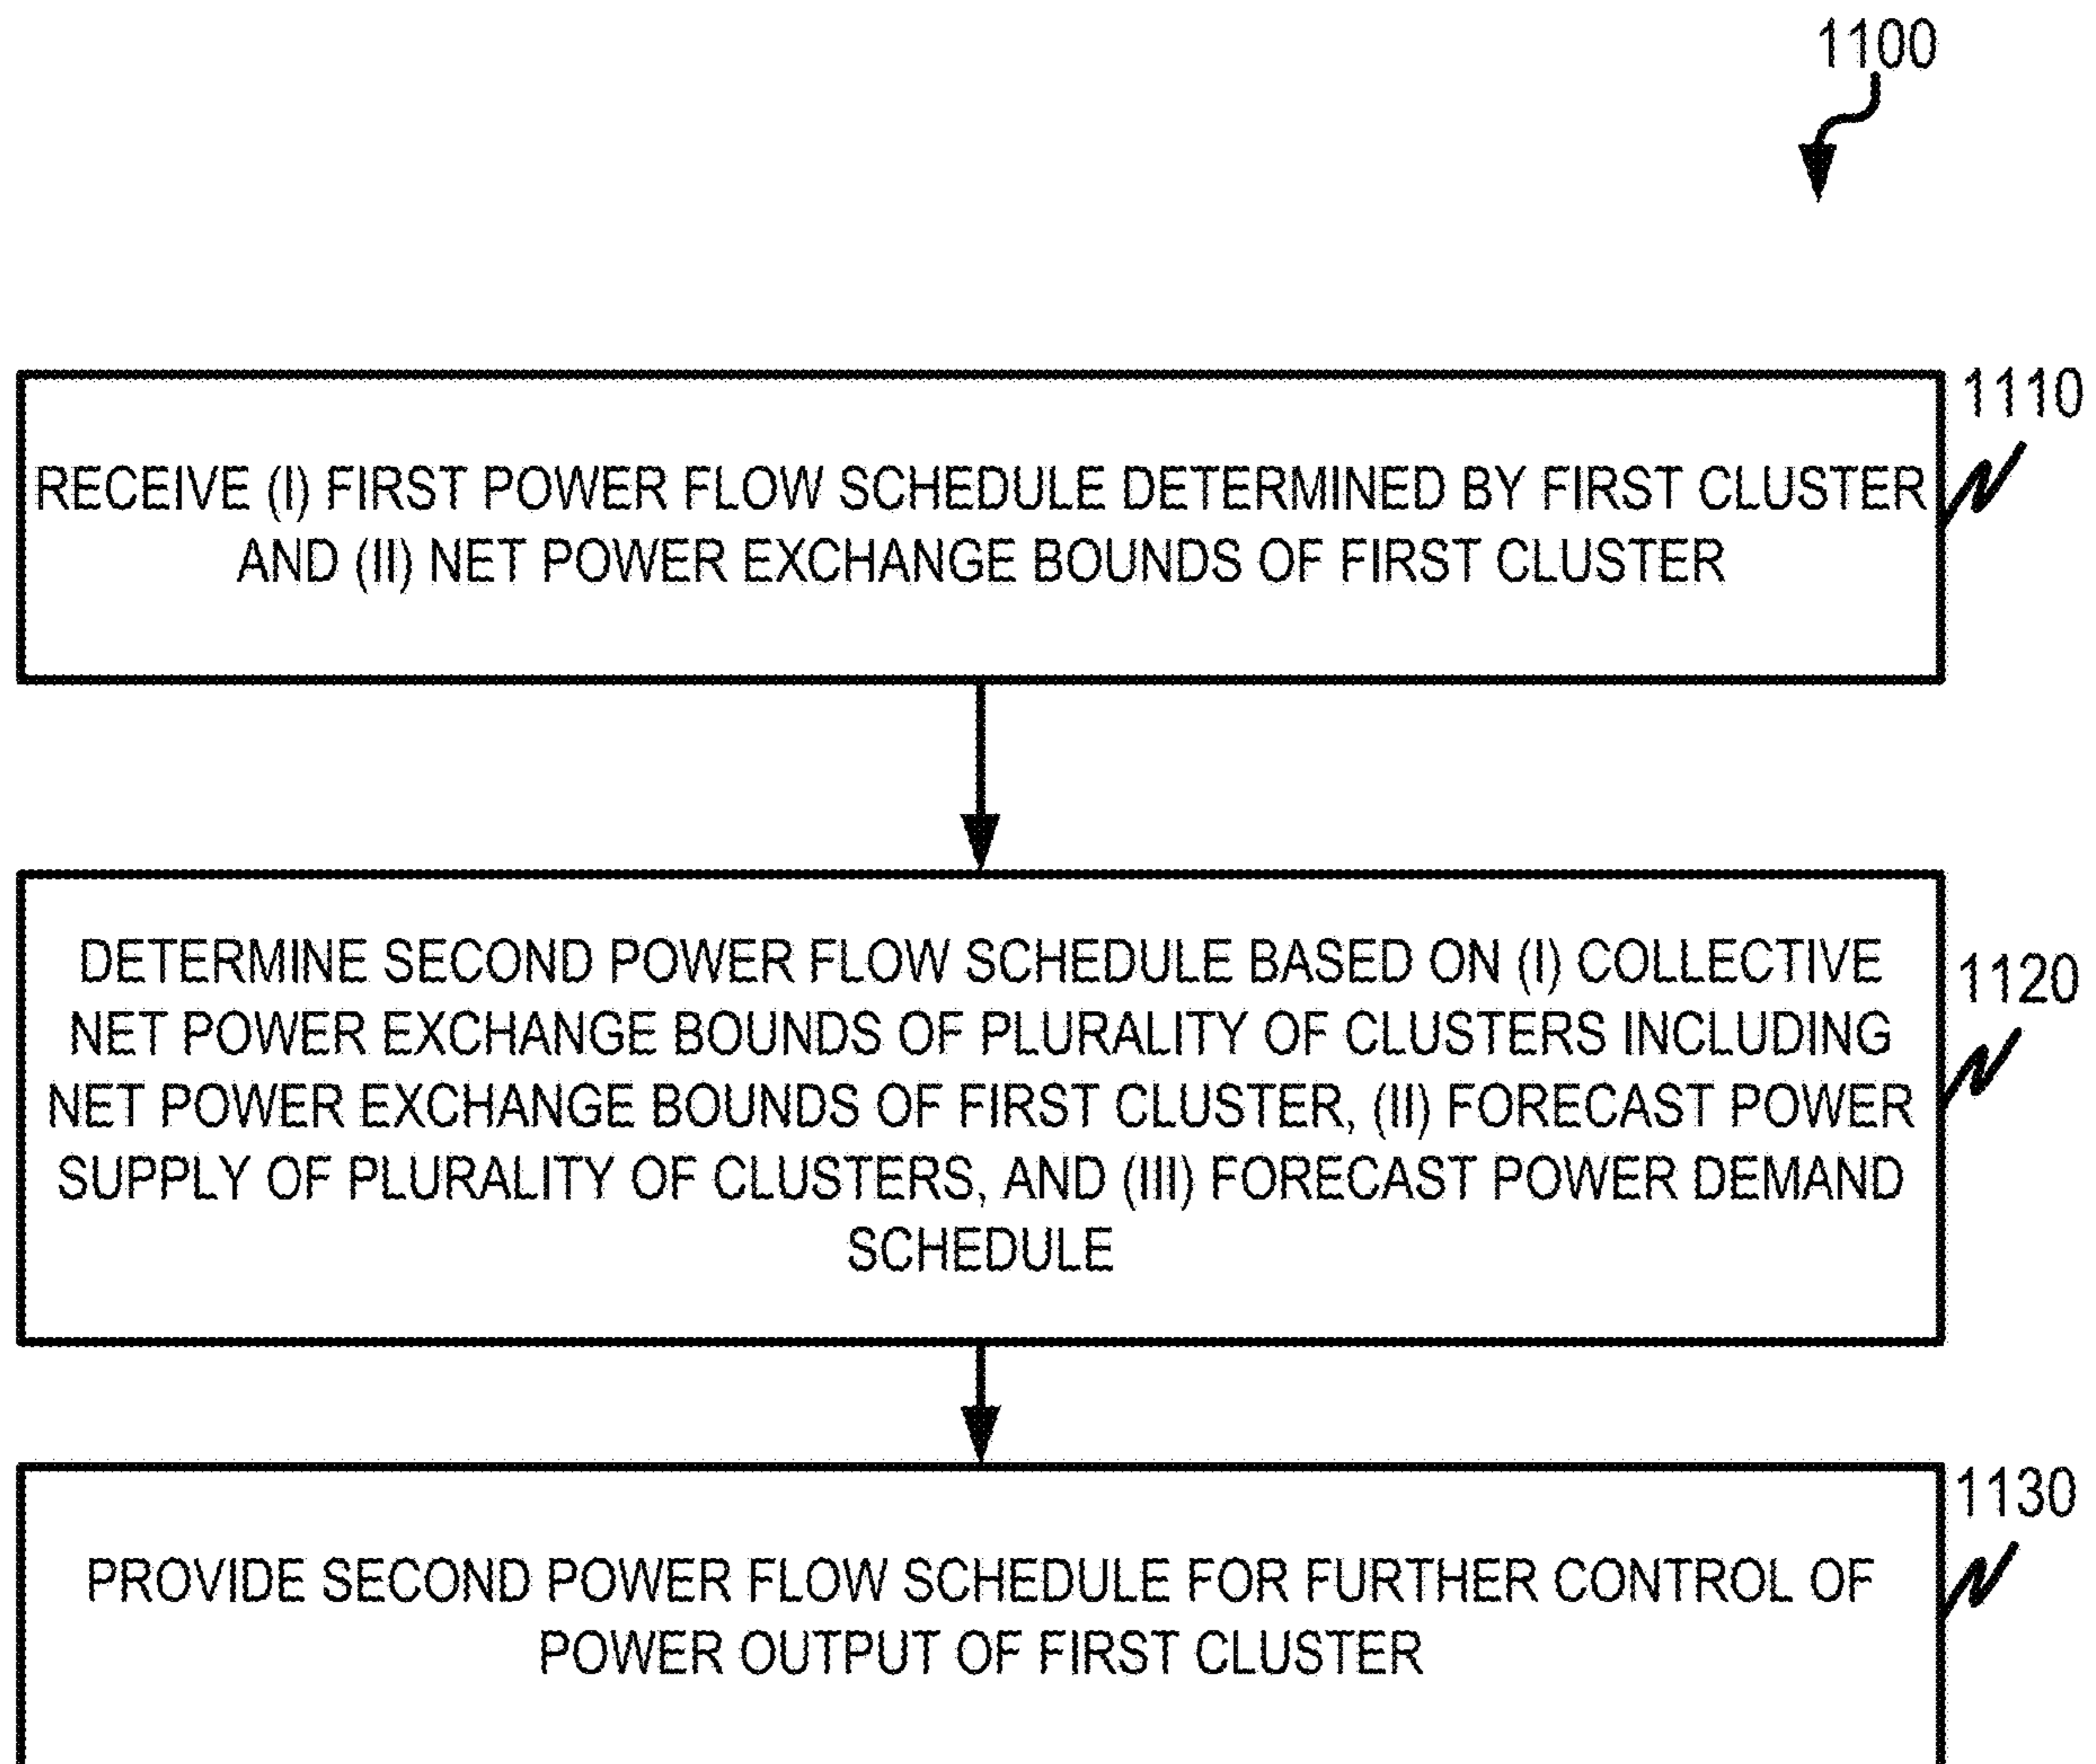 1100
1110
RECEIVE (I) FIRST POWER FLOW SCHEDULE DETERMINED BY FIRST CLUSTER
AND (II) NET POWER EXCHANGE BOUNDS OF FIRST CLUSTER
1120
DETERMINE SECOND POWER FLOW SCHEDULE BASED ON (I) COLLECTIVE
NET POWER EXCHANGE BOUNDS OF PLURALITY OF CLUSTERS INCLUDING
NET POWER EXCHANGE BOUNDS OF FIRST CLUSTER, (II) FORECAST POWER
SUPPLY OF PLURALITY OF CLUSTERS, AND (III) FORECAST POWER DEMAND
SCHEDULE
1130
PROVIDE SECOND POWER FLOW SCHEDULE FOR FURTHER CONTROL OF
POWER OUTPUT OF FIRST CLUSTER